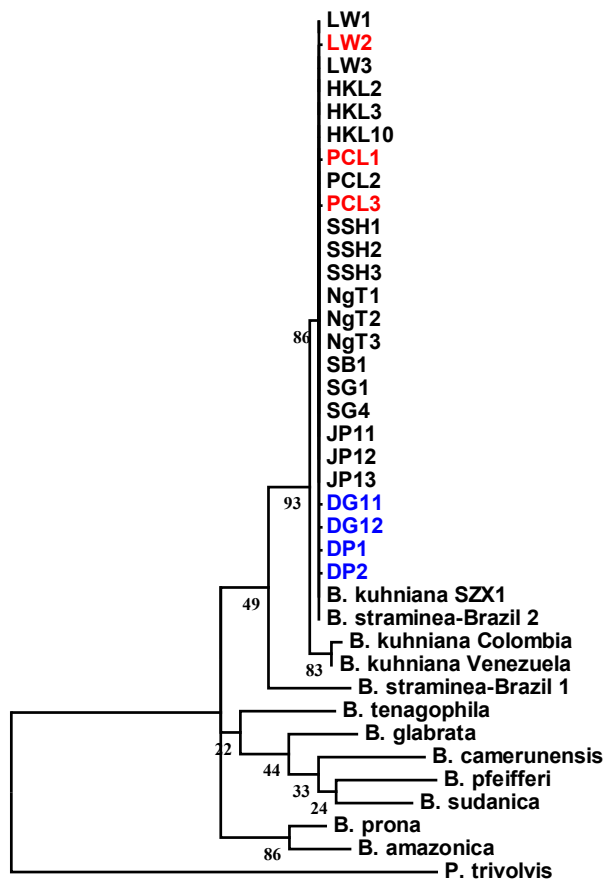 LW1
LW2
LW3
HKL2
HKL3
HKL10
PCL1
PCL2
PCL3
SSH1
SSH2
SSH3
NgT1
NgT2
NgT3
86
SB1
SG1
SG4
JP11
JP12
JP13
DG11
93
DG12
DP1
DP2
B. kuhniana SZX1
49
B. straminea-Brazil 2
B. kuhniana Colombia
B. kuhniana Venezuela
83
B. straminea-Brazil 1
B. tenagophila
B. glabrata
22
B. camerunensis
44
B. pfeifferi
33
B. sudanica
24
B. prona
B. amazonica
86
P. trivolvis